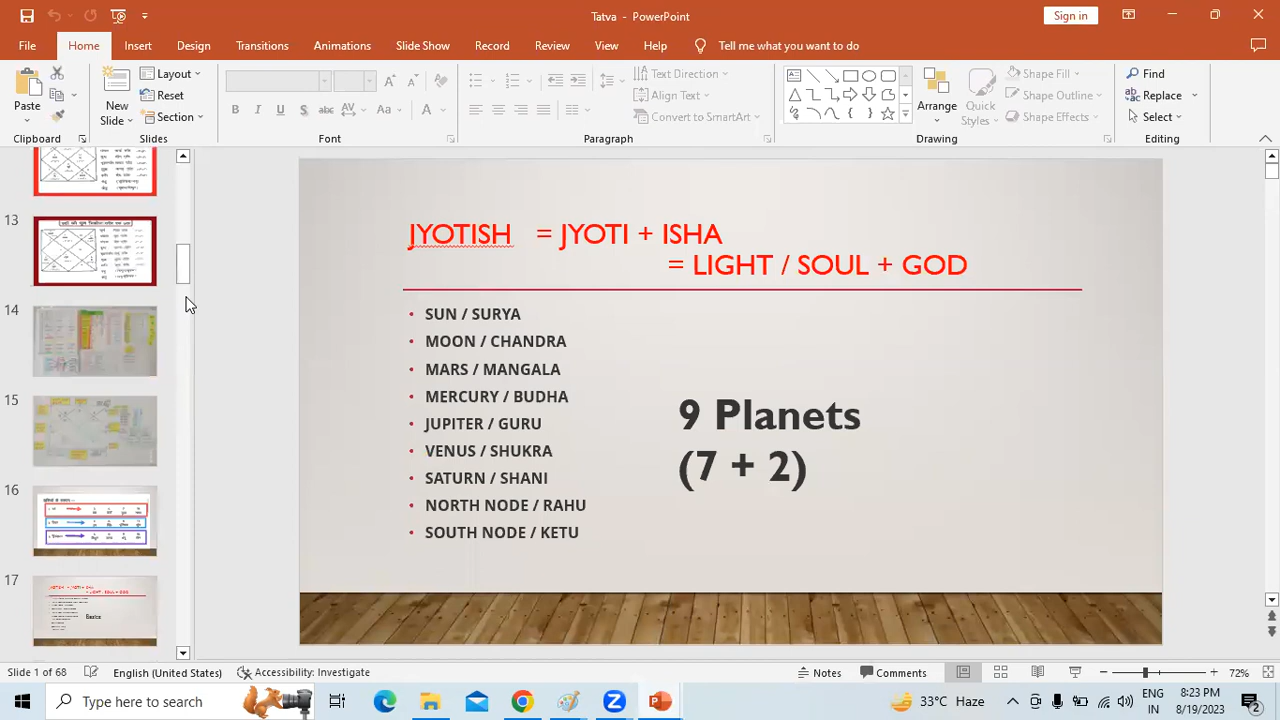 Tatva - PowerPoint
Sign in
File Home Insert Design Transitions Animations Slide Show Record Review View Help Tell me what you want to do
Paste
Clipboard
New Slide
Layout
Reset
Section
Slides
B I U S abc AV Aa A
Font
Text Direction
Align Text
Convert to SmartArt
Paragraph
Arrange
Quick Styles
Shape Fill
Shape Outline
Shape Effects
Drawing
Find
Replace
Select
Editing
13
14
15
16
17
Basics
JYOTISH = JYOTI + ISHA
= LIGHT / SOUL + GOD
• SUN / SURYA
• MOON / CHANDRA
• MARS / MANGALA
• MERCURY / BUDHA
• JUPITER / GURU
• VENUS / SHUKRA
• SATURN / SHANI
• NORTH NODE / RAHU
• SOUTH NODE / KETU
9 Planets
(7 + 2)
Slide 1 of 68 English (United States) Accessibility: Investigate Notes Comments 72%
Type here to search
33°C Haze
ENG
IN
8:23 PM
8/19/2023
2